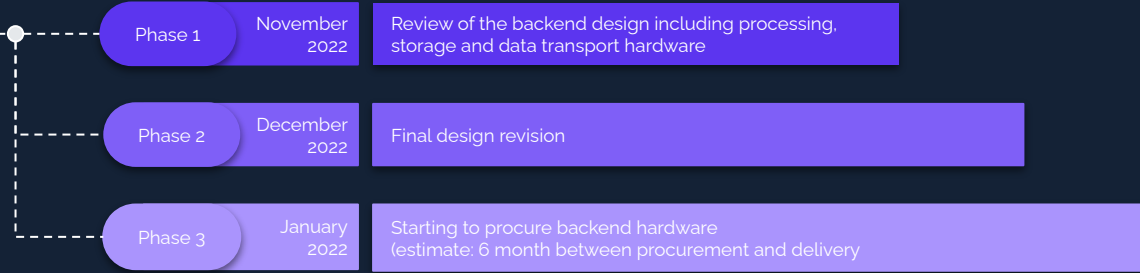 Phase 1
November
2022
Review of the backend design including processing,
storage and data transport hardware
Phase 2
December
2022
Final design revision
Phase 3
January
2022
Starting to procure backend hardware
(estimate: 6 month between procurement and delivery